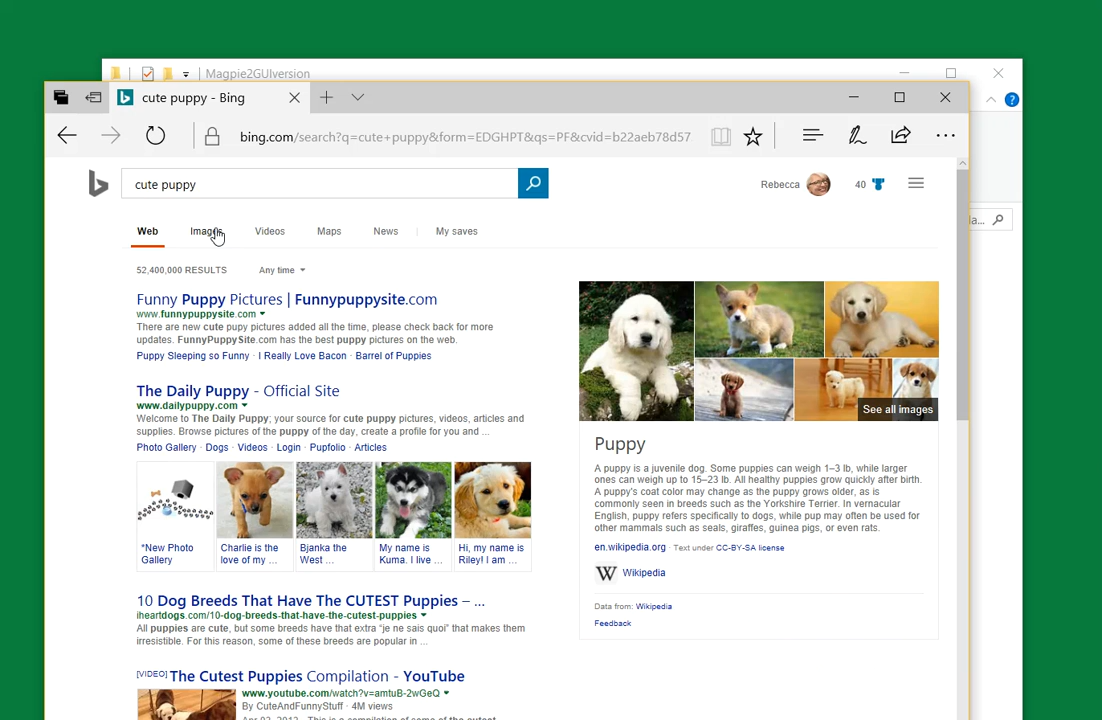 Magpie2GUIversion
cute puppy - Bing
bing.com/search?q=cute+puppy&form=EDGHPT&qs=PF&cvid=b22aeb78d57
cute puppy
Rebecca 40
Web Images Videos Maps News My saves
52,400,000 RESULTS Any time
Funny Puppy Pictures | Funnypuppysite.com
www.funnypuppysite.com
There are new cute pupy pictures added all the time, please check back for more
updates. FunnyPuppySite.com has the best puppy pictures on the web.
Puppy Sleeping so Funny · I Really Love Bacon · Barrel of Puppies
The Daily Puppy - Official Site
www.dailypuppy.com
Welcome to The Daily Puppy; your source for cute puppy pictures, videos, articles and
supplies. Browse pictures of the puppy of the day, create a profile for you and ...
Photo Gallery · Dogs · Videos · Login · Pupfolio · Articles
*New Photo
Gallery
Charlie is the
love of my ...
Bjanka the
West ...
My name is
Kuma. I live ...
Hi, my name is
Riley! I am ...
10 Dog Breeds That Have The CUTEST Puppies – ...
iheartdogs.com/10-dog-breeds-that-have-the-cutest-puppies
All puppies are cute, but some breeds have that extra "je ne sais quoi" that makes them
irresistible. For this reason, some of these breeds are popular in ...
[VIDEO] The Cutest Puppies Compilation - YouTube
www.youtube.com/watch?v=amtuB-2wGeQ
By CuteAndFunnyStuff · 4M views
See all images
Puppy
A puppy is a juvenile dog. Some puppies can weigh 1–3 lb, while larger
ones can weigh up to 15–23 lb. All healthy puppies grow quickly after birth.
A puppy's coat color may change as the puppy grows older, as is
commonly seen in breeds such as the Yorkshire Terrier. In vernacular
English, puppy refers specifically to dogs, while pup may often be used for
other mammals such as seals, giraffes, guinea pigs, or even rats.
en.wikipedia.org · Text under CC-BY-SA license
W Wikipedia
Data from: Wikipedia
Feedback